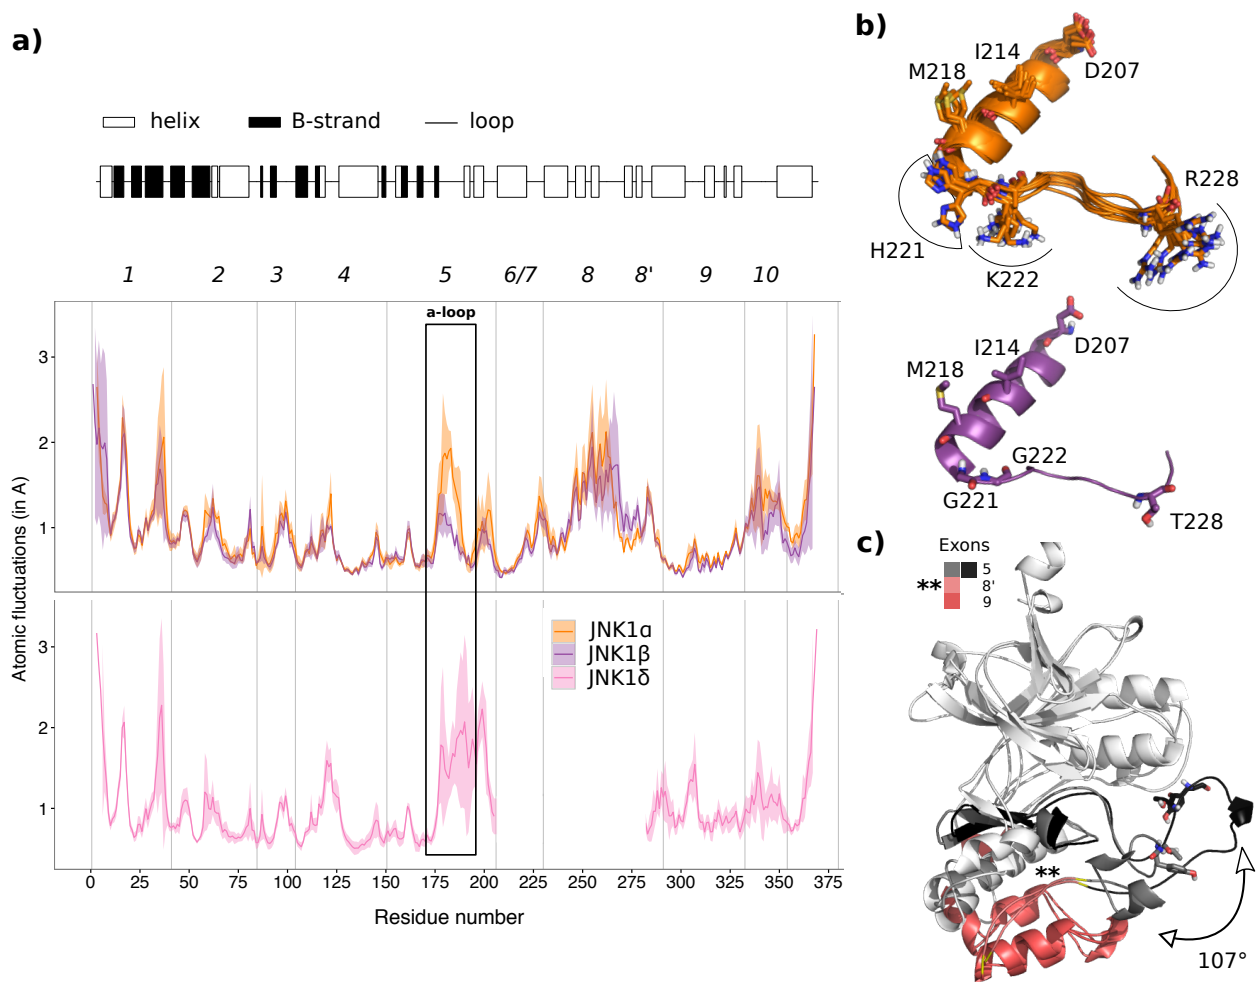 a)
helix
B-strand
loop
1 2 3 4 5 6/7 8 8' 9 10
a-loop
Atomic fluctuations (in A)
3
2
1
3
2
1
JNK1α
JNK1β
JNK1δ
0 25 50 75 100 125 150 175 200 225 250 275 300 325 350 375
Residue number
b)
I214
M218
D207
R228
H221
K222
I214
D207
M218
G222
G221
T228
c)
Exons
5
** 8'
9
**
107°